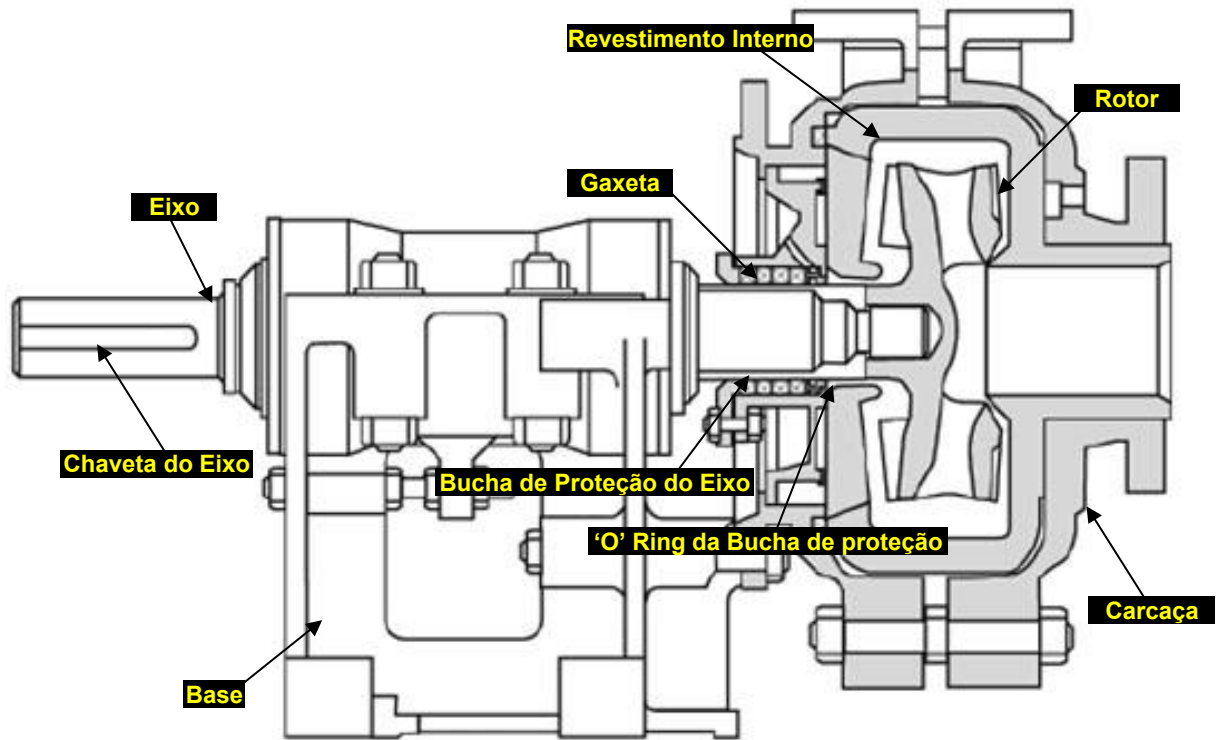 Revestimento Interno
Rotor
Gaxeta
Eixo
Chaveta do Eixo
Bucha de Proteção do Eixo
‘O’ Ring da Bucha de proteção
Carcaça
Base